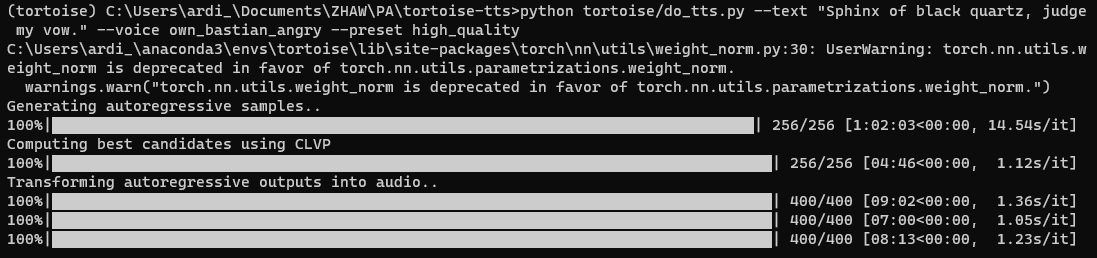 (tortoise) C:\Users\ardi_\Documents\ZHAW\PA\tortoise-tts>python tortoise/do_tts.py --text "Sphinx of black quartz, judge
 my vow." --voice own_bastian_angry --preset high_quality
C:\Users\ardi_\anaconda3\envs\tortoise\lib\site-packages\torch\nn\utils\weight_norm.py:30: UserWarning: torch.nn.utils.w
eight_norm is deprecated in favor of torch.nn.utils.parametrizations.weight_norm.
  warnings.warn("torch.nn.utils.weight_norm is deprecated in favor of torch.nn.utils.parametrizations.weight_norm.")
Generating autoregressive samples..
100%| | 256/256 [1:02:03<00:00, 14.54s/it]
Computing best candidates using CLVP
100%| | 256/256 [04:46<00:00,  1.12s/it]
Transforming autoregressive outputs into audio..
100%| | 400/400 [09:02<00:00,  1.36s/it]
100%| | 400/400 [07:00<00:00,  1.05s/it]
100%| | 400/400 [08:13<00:00,  1.23s/it]